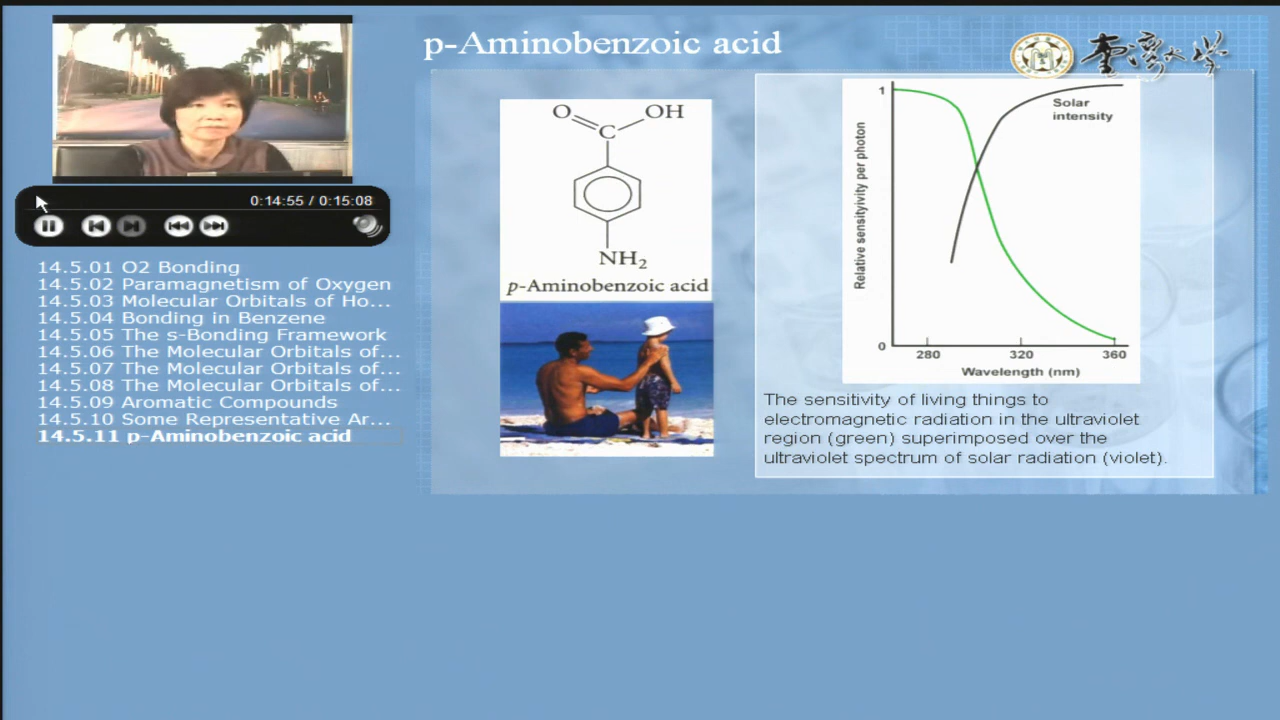 p-Aminobenzoic acid
臺灣大學
0:14:55 / 0:15:08
14.5.01 O2 Bonding
14.5.02 Paramagnetism of Oxygen
14.5.03 Molecular Orbitals of Ho...
14.5.04 Bonding in Benzene
14.5.05 The s-Bonding Framework
14.5.06 The Molecular Orbitals of...
14.5.07 The Molecular Orbitals of...
14.5.08 The Molecular Orbitals of...
14.5.09 Aromatic Compounds
14.5.10 Some Representative Ar...
14.5.11 p-Aminobenzoic acid
O
OH
C
NH2
p-Aminobenzoic acid
1
Solar
intensity
Relative sensityivity per photon
0
280 320 360
Wavelength (nm)
The sensitivity of living things to
electromagnetic radiation in the ultraviolet
region (green) superimposed over the
ultraviolet spectrum of solar radiation (violet).